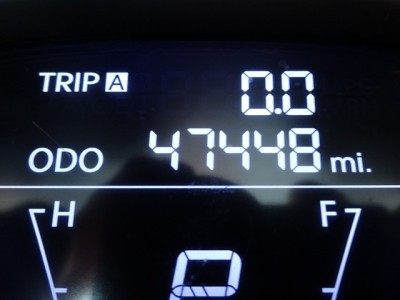 TRIP A 0.0
ODO 47448 mi.
H F
P